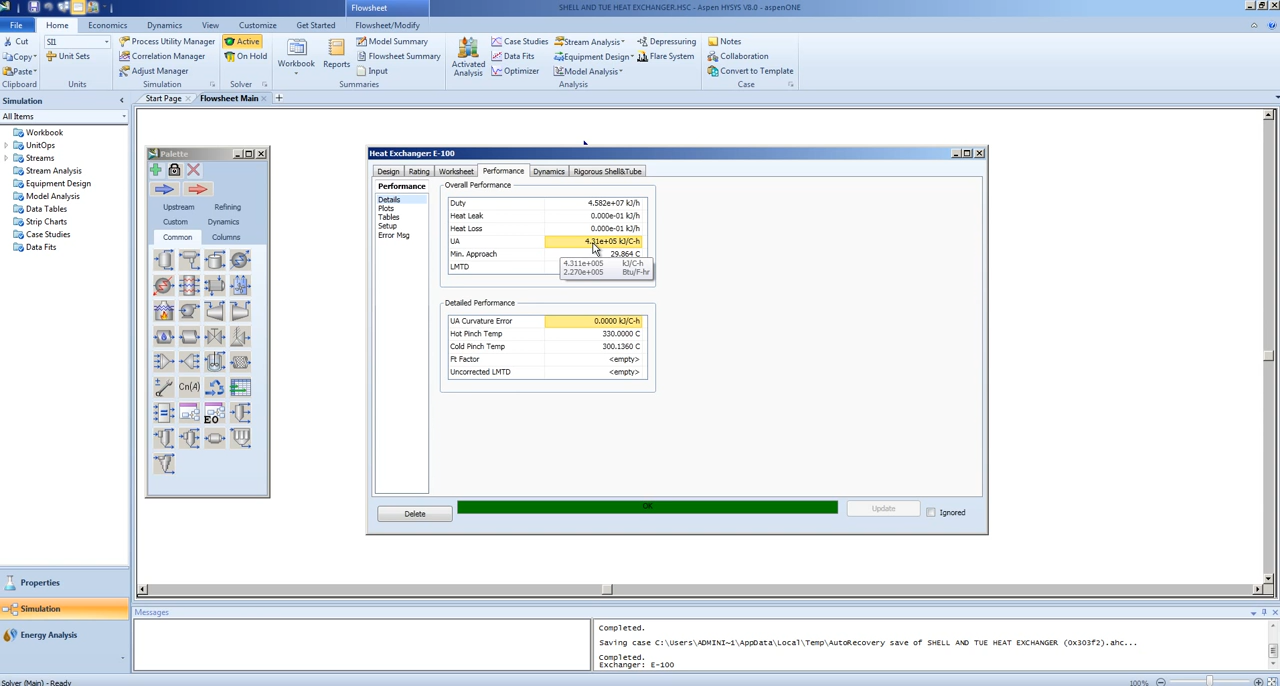 Flowsheet
SHELL AND TUE HEAT EXCHANGER.HSC - Aspen HYSYS V8.0 - aspenONE
File Home Economics Dynamics View Customize Get Started Flowsheet/Modify
Cut
Copy
Paste
Clipboard
SI1
Unit Sets
Units
Process Utility Manager
Correlation Manager
Adjust Manager
Simulation
Active
On Hold
Solver
Workbook
Reports
Model Summary
Flowsheet Summary
Input
Summaries
Activated Analysis
Case Studies
Data Fits
Optimizer
Stream Analysis
Equipment Design
Model Analysis
Depressuring
Flare System
Analysis
Notes
Collaboration
Convert to Template
Case
Simulation
All Items
Start Page Flowsheet Main
Workbook
UnitOps
Streams
Stream Analysis
Equipment Design
Model Analysis
Data Tables
Strip Charts
Case Studies
Data Fits
Palette
Upstream Refining
Custom Dynamics
Common Columns
Cn(A)
EO
Heat Exchanger: E-100
Design Rating Worksheet Performance Dynamics Rigorous Shell&Tube
Performance
Details
Plots
Tables
Setup
Error Msg
Overall Performance
Duty 4.582e+07 kJ/h
Heat Leak 0.000e-01 kJ/h
Heat Loss 0.000e-01 kJ/h
UA 4.31e+05 kJ/C-h
Min. Approach 29.864 C
LMTD
4.311e+005 kJ/C-h
2.270e+005 Btu/F-hr
Detailed Performance
UA Curvature Error 0.0000 kJ/C-h
Hot Pinch Temp 330.0000 C
Cold Pinch Temp 300.1360 C
Ft Factor <empty>
Uncorrected LMTD <empty>
Delete
OK
Update
Ignored
Properties
Simulation
Energy Analysis
Messages
Completed.
Saving case C:\Users\ADMINI~1\AppData\Local\Temp\AutoRecovery save of SHELL AND TUE HEAT EXCHANGER (0x303f2).ahc...
Completed.
Exchanger: E-100
Solver (Main) - Ready
100%